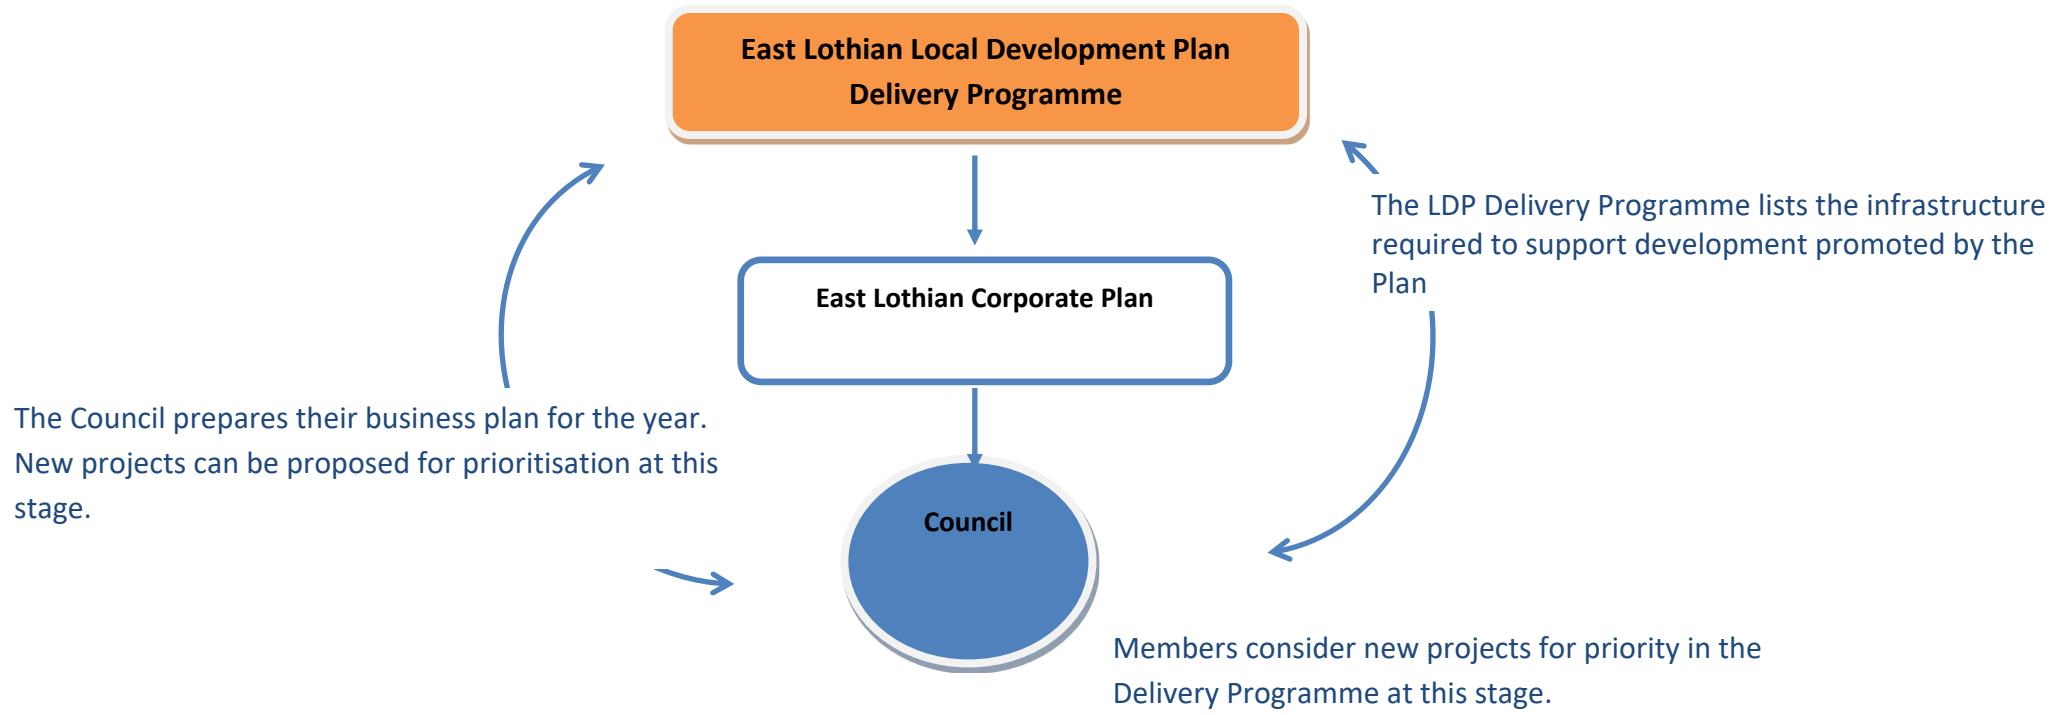 East Lothian Local Development Plan
Delivery Programme
The LDP Delivery Programme lists the infrastructure
required to support development promoted by the
Plan
East Lothian Corporate Plan
The Council prepares their business plan for the year.
New projects can be proposed for prioritisation at this
stage.
Council
Members consider new projects for priority in the
Delivery Programme at this stage.